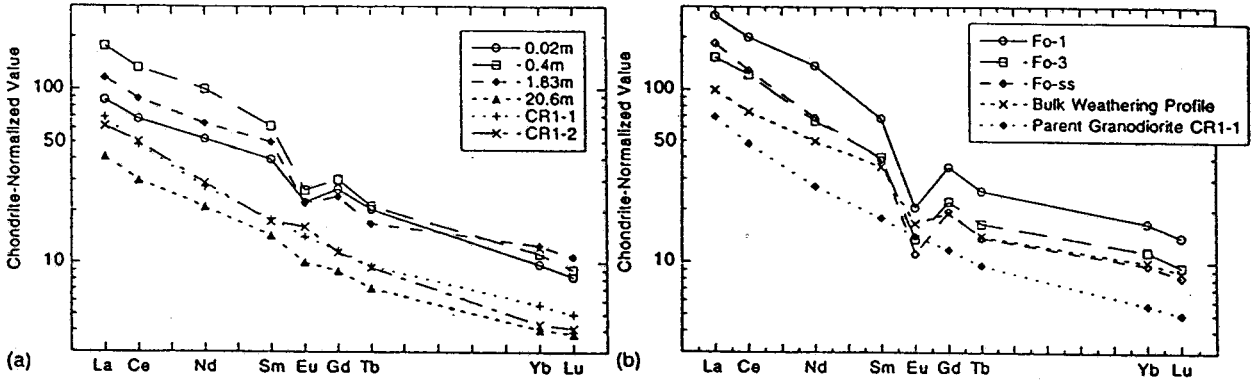 Chondrite-Normalized Value
100
50
10
0.02m
0.4m
1.83m
20.6m
CR1-1
CR1-2
La Ce Nd Sm Eu Gd Tb Yb Lu
(a)
Chondrite-Normalized Value
100
50
10
Fo-1
Fo-3
Fo-ss
Bulk Weathering Profile
Parent Granodiorite CR1-1
La Ce Nd Sm Eu Gd Tb Yb Lu
(b)